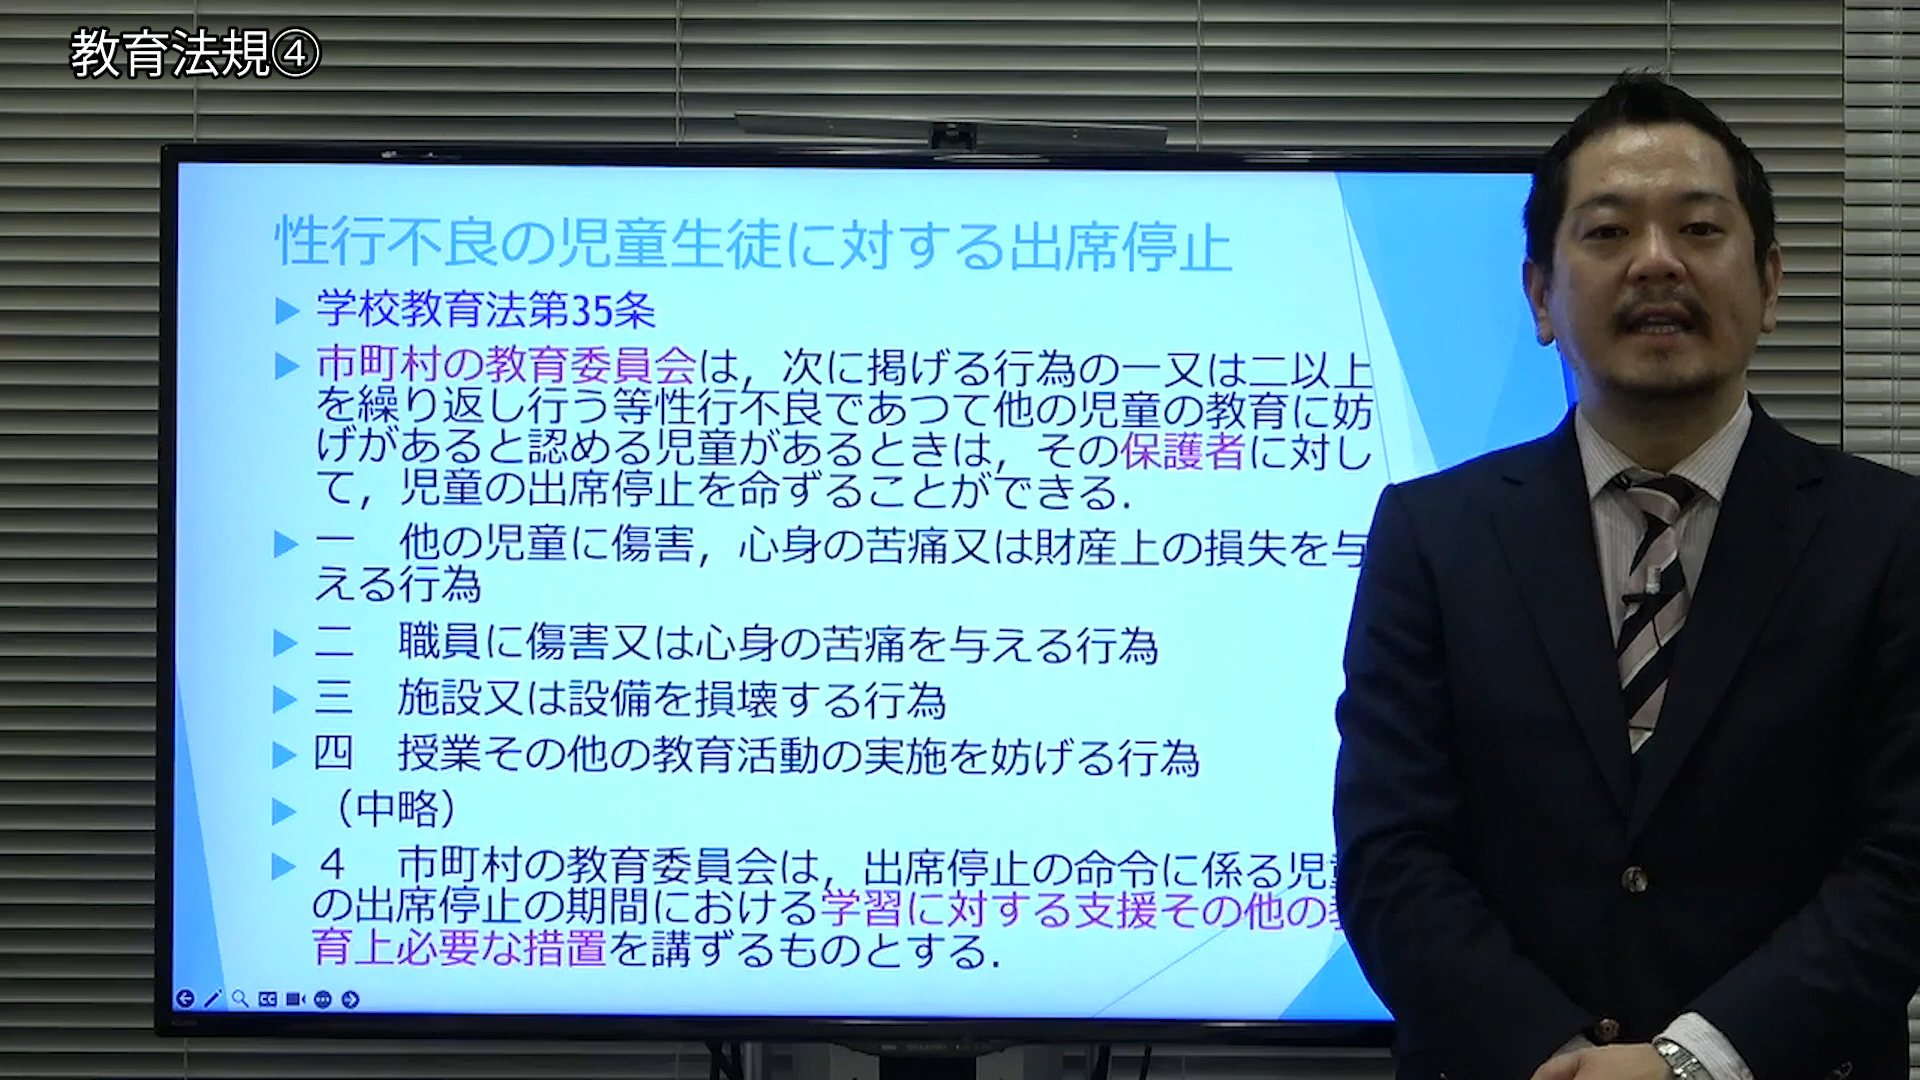 教育法規④
性行不良の児童生徒に対する出席停止
学校教育法第35条
市町村の教育委員会は，次に掲げる行為の一又は二以上
を繰り返し行う等性行不良であつて他の児童の教育に妨
げがあると認める児童があるときは，その保護者に対し
て，児童の出席停止を命ずることができる．
一　他の児童に傷害，心身の苦痛又は財産上の損失を与
える行為
二　職員に傷害又は心身の苦痛を与える行為
三　施設又は設備を損壊する行為
四　授業その他の教育活動の実施を妨げる行為
（中略）
４　市町村の教育委員会は，出席停止の命令に係る児童
の出席停止の期間における学習に対する支援その他の教
育上必要な措置を講ずるものとする．